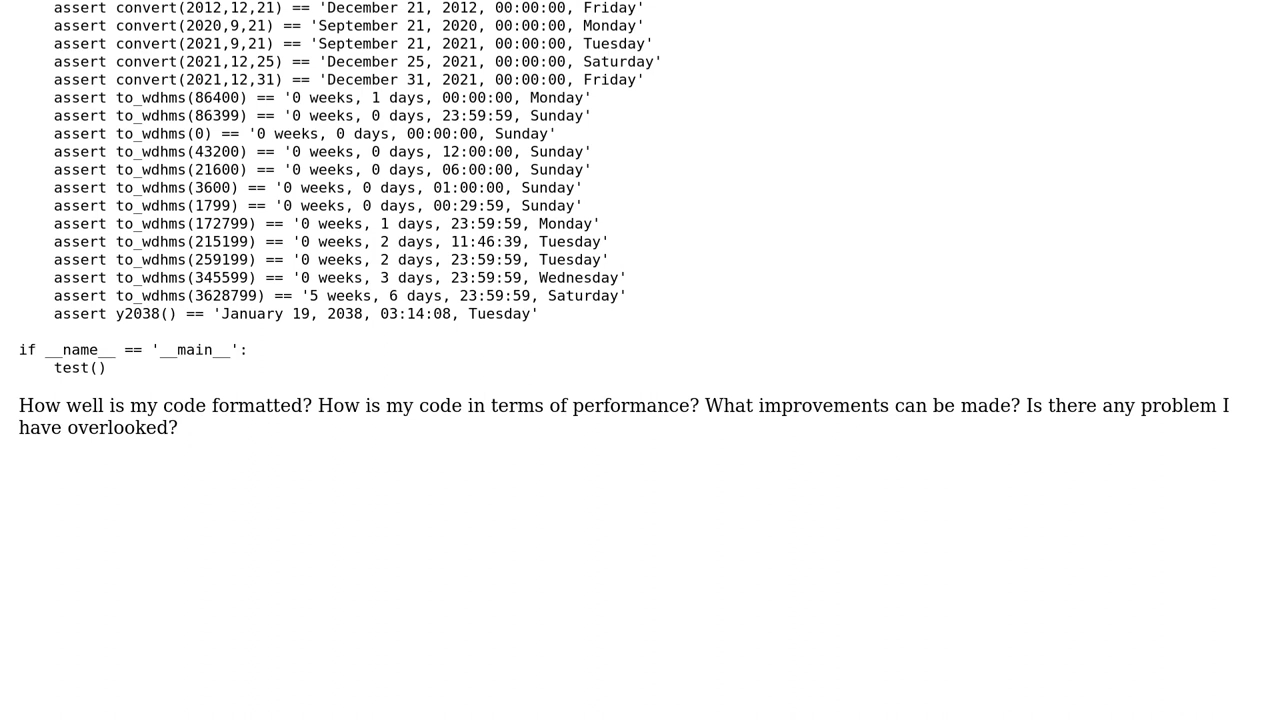 assert convert(2012,12,21) == 'December 21, 2012, 00:00:00, Friday'
    assert convert(2020,9,21) == 'September 21, 2020, 00:00:00, Monday'
    assert convert(2021,9,21) == 'September 21, 2021, 00:00:00, Tuesday'
    assert convert(2021,12,25) == 'December 25, 2021, 00:00:00, Saturday'
    assert convert(2021,12,31) == 'December 31, 2021, 00:00:00, Friday'
    assert to_wdhms(86400) == '0 weeks, 1 days, 00:00:00, Monday'
    assert to_wdhms(86399) == '0 weeks, 0 days, 23:59:59, Sunday'
    assert to_wdhms(0) == '0 weeks, 0 days, 00:00:00, Sunday'
    assert to_wdhms(43200) == '0 weeks, 0 days, 12:00:00, Sunday'
    assert to_wdhms(21600) == '0 weeks, 0 days, 06:00:00, Sunday'
    assert to_wdhms(3600) == '0 weeks, 0 days, 01:00:00, Sunday'
    assert to_wdhms(1799) == '0 weeks, 0 days, 00:29:59, Sunday'
    assert to_wdhms(172799) == '0 weeks, 1 days, 23:59:59, Monday'
    assert to_wdhms(215199) == '0 weeks, 2 days, 11:46:39, Tuesday'
    assert to_wdhms(259199) == '0 weeks, 2 days, 23:59:59, Tuesday'
    assert to_wdhms(345599) == '0 weeks, 3 days, 23:59:59, Wednesday'
    assert to_wdhms(3628799) == '5 weeks, 6 days, 23:59:59, Saturday'
    assert y2038() == 'January 19, 2038, 03:14:08, Tuesday'
if __name__ == '__main__':
    test()
How well is my code formatted? How is my code in terms of performance? What improvements can be made? Is there any problem I
have overlooked?